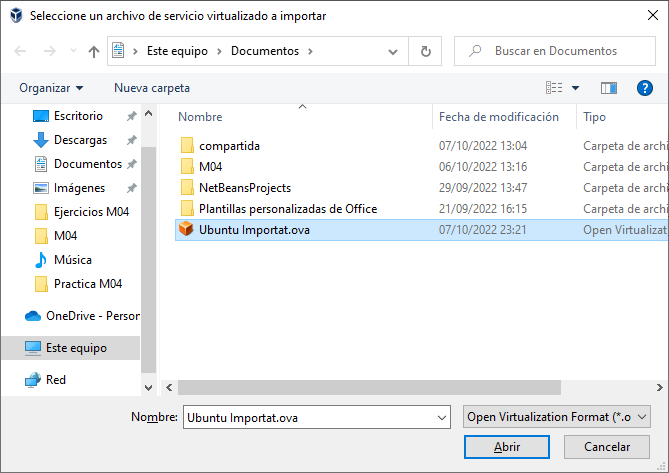 Seleccione un archivo de servicio virtualizado a importar
Este equipo > Documentos >
Buscar en Documentos
Organizar
Nueva carpeta
Nombre Fecha de modificación Tipo
Escritorio
Descargas
Documentos
Imágenes
Ejercicios M04
M04
Música
Practica M04
OneDrive - Person
Este equipo
Red
compartida 07/10/2022 13:04 Carpeta de archi
M04 06/10/2022 13:16 Carpeta de archi
NetBeansProjects 29/09/2022 13:47 Carpeta de archi
Plantillas personalizadas de Office 21/09/2022 16:15 Carpeta de archi
Ubuntu Importat.ova 07/10/2022 23:21 Open Virtualizat
Nombre: Ubuntu Importat.ova Open Virtualization Format (*.o
Abrir Cancelar